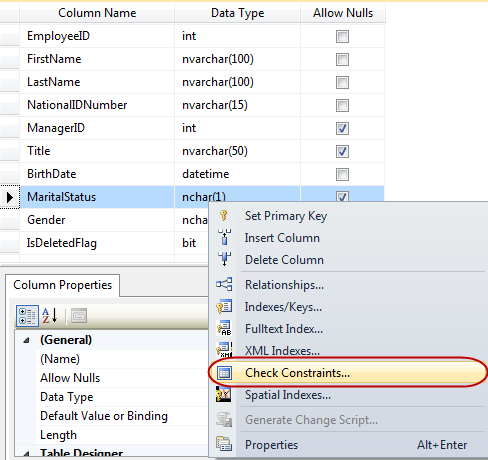 Column Name Data Type Allow Nulls
EmployeeID int
FirstName nvarchar(100)
LastName nvarchar(100)
NationalIDNumber nvarchar(15)
ManagerID int
Title nvarchar(50)
BirthDate datetime
MaritalStatus nchar(1)
Gender ncha
IsDeletedFlag bit
Set Primary Key
Insert Column
Delete Column
Relationships...
Indexes/Keys...
Fulltext Index...
XML Indexes...
Check Constraints...
Spatial Indexes...
Generate Change Script...
Properties Alt+Enter
Column Properties
(General)
(Name)
Allow Nulls
Data Type
Default Value or Binding
Length
Table Designer